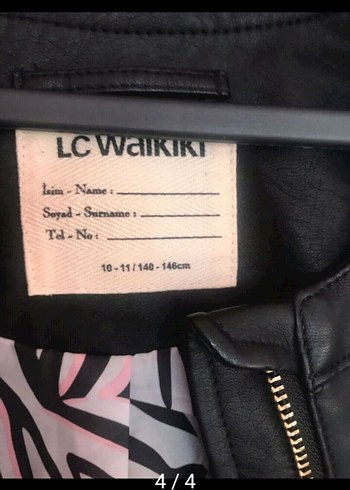 LC Waikiki
İsim - Name :
Soyad - Surname :
Tel - No :
10 - 11 / 140 - 146cm
4 / 4